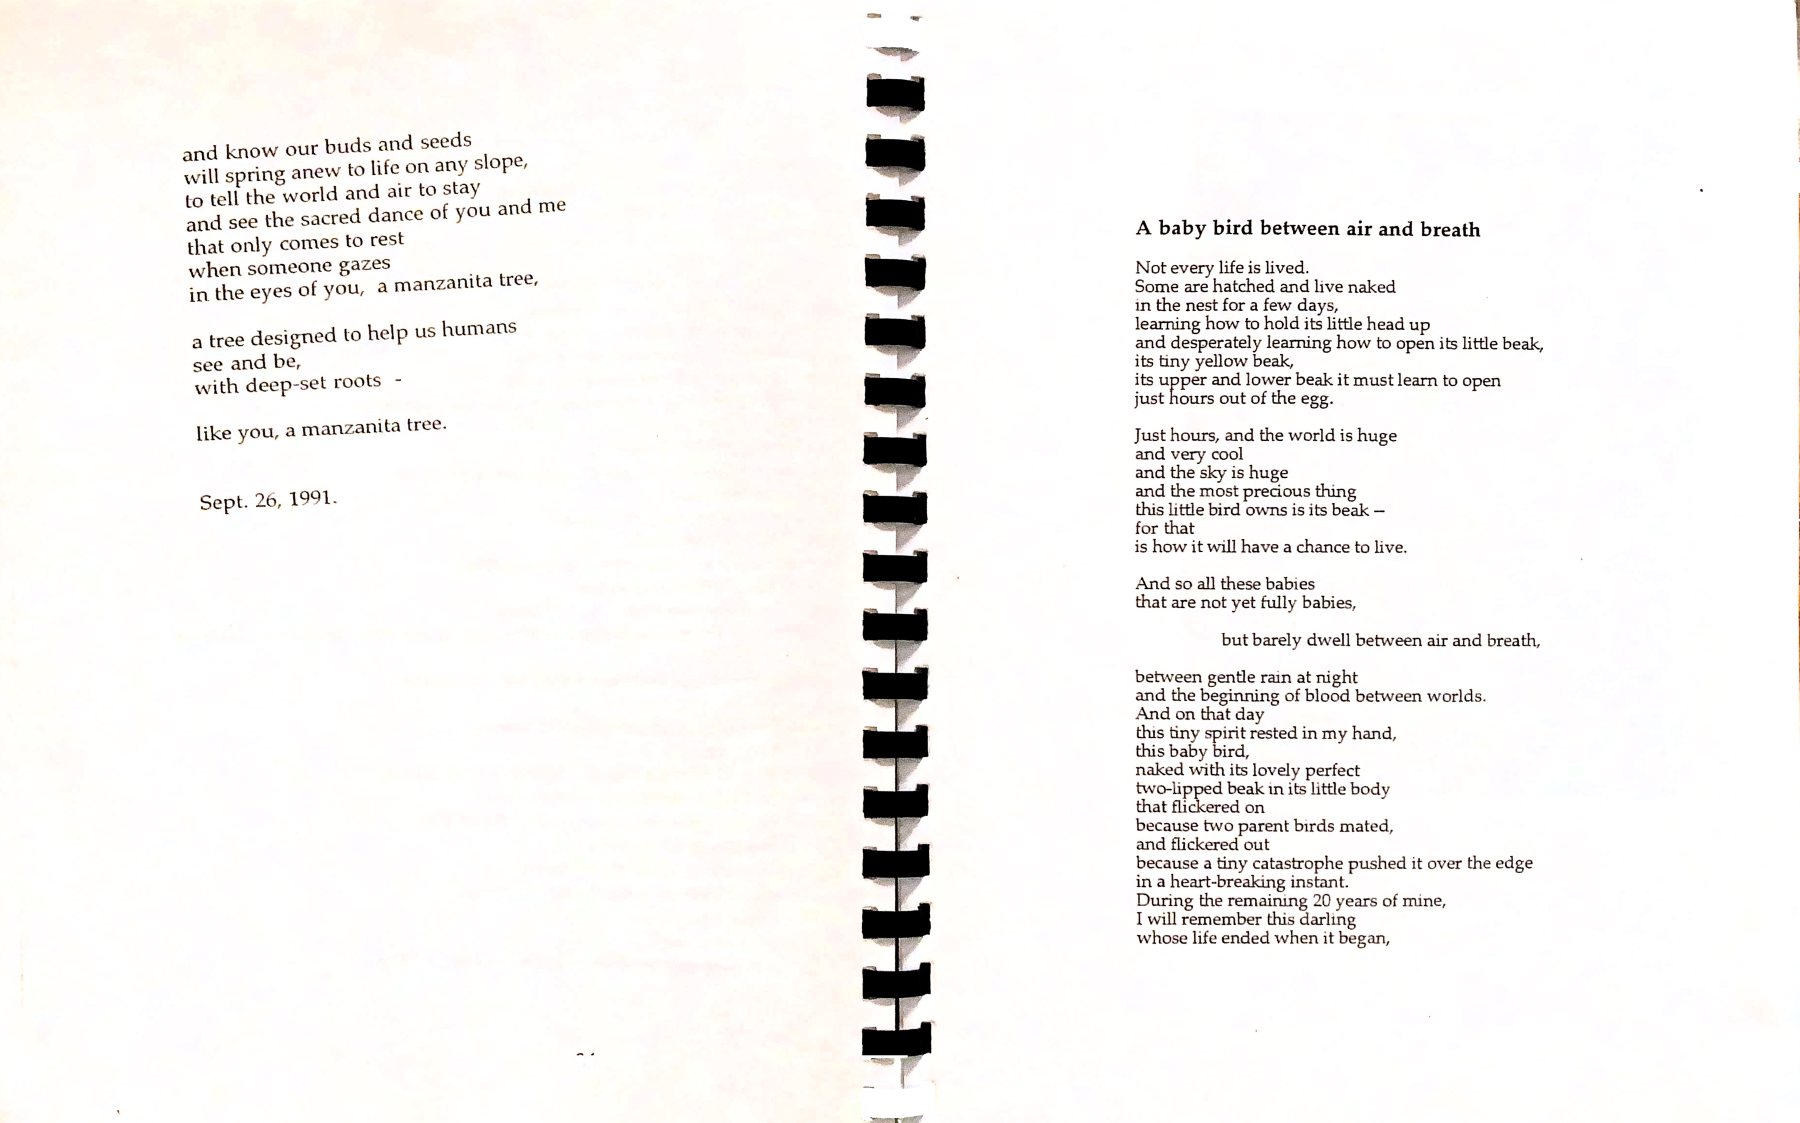 and know our buds and seeds
will spring anew to life on any slope,
to tell the world and air to stay
and see the sacred dance of you and me
that only comes to rest
when someone gazes
in the eyes of you,  a manzanita tree,
a tree designed to help us humans
see and be,
with deep-set roots  -
like you, a manzanita tree.
Sept. 26, 1991.
A baby bird between air and breath
Not every life is lived.
Some are hatched and live naked
in the nest for a few days,
learning how to hold its little head up
and desperately learning how to open its little beak,
its tiny yellow beak,
its upper and lower beak it must learn to open
just hours out of the egg.
Just hours, and the world is huge
and very cool
and the sky is huge
and the most precious thing
this little bird owns is its beak –
for that
is how it will have a chance to live.
And so all these babies
that are not yet fully babies,
but barely dwell between air and breath,
between gentle rain at night
and the beginning of blood between worlds.
And on that day
this tiny spirit rested in my hand,
this baby bird,
naked with its lovely perfect
two-lipped beak in its little body
that flickered on
because two parent birds mated,
and flickered out
because a tiny catastrophe pushed it over the edge
in a heart-breaking instant.
During the remaining 20 years of mine,
I will remember this darling
whose life ended when it began,